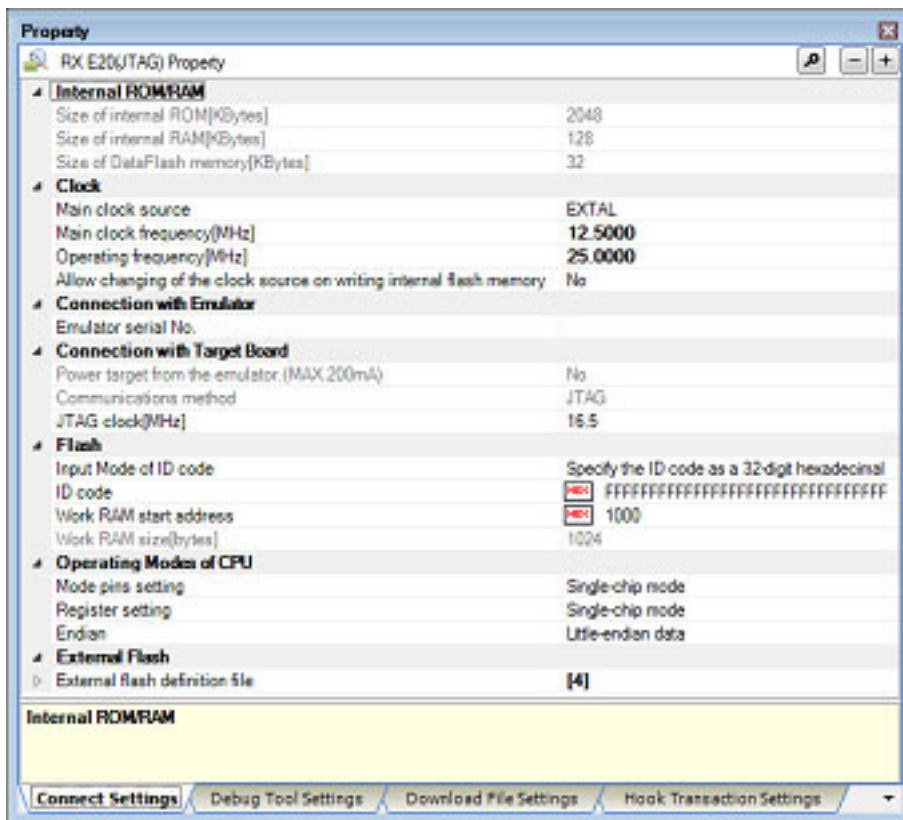 Property
RX E20(JTAG) Property
Internal ROM/RAM
Size of internal ROM[KBytes] 2048
Size of internal RAM[KBytes] 128
Size of DataFlash memory[KBytes] 32
Clock
Main clock source EXTAL
Main clock frequency[MHz] 12.5000
Operating frequency[MHz] 25.0000
Allow changing of the clock source on writing internal flash memory No
Connection with Emulator
Emulator serial No.
Connection with Target Board
Power target from the emulator.(MAX 200mA) No
Communications method JTAG
JTAG clock[MHz] 16.5
Flash
Input Mode of ID code Specify the ID code as a 32-digit hexadecimal
ID code HEX FFFFFFFFFFFFFFFFFFFFFFFFFFFFFFFF
Work RAM start address HEX 1000
Work RAM size[bytes] 1024
Operating Modes of CPU
Mode pins setting Single-chip mode
Register setting Single-chip mode
Endian Little-endian data
External Flash
External flash definition file [4]
Internal ROM/RAM
Connect Settings Debug Tool Settings Download File Settings Hook Transaction Settings